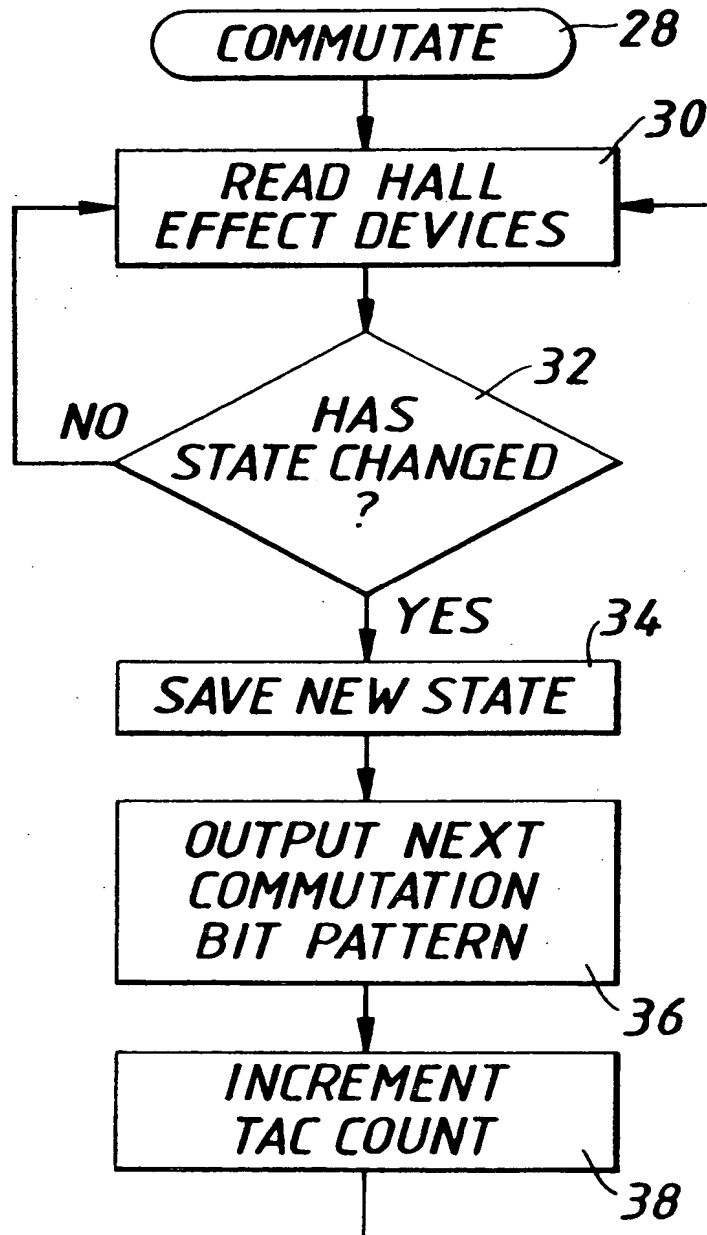 COMMUTATE
28
30
READ HALL
EFFECT DEVICES
32
HAS
STATE CHANGED
?
NO
YES
34
SAVE NEW STATE
OUTPUT NEXT
COMMUTATION
BIT PATTERN
36
INCREMENT
TAC COUNT
38